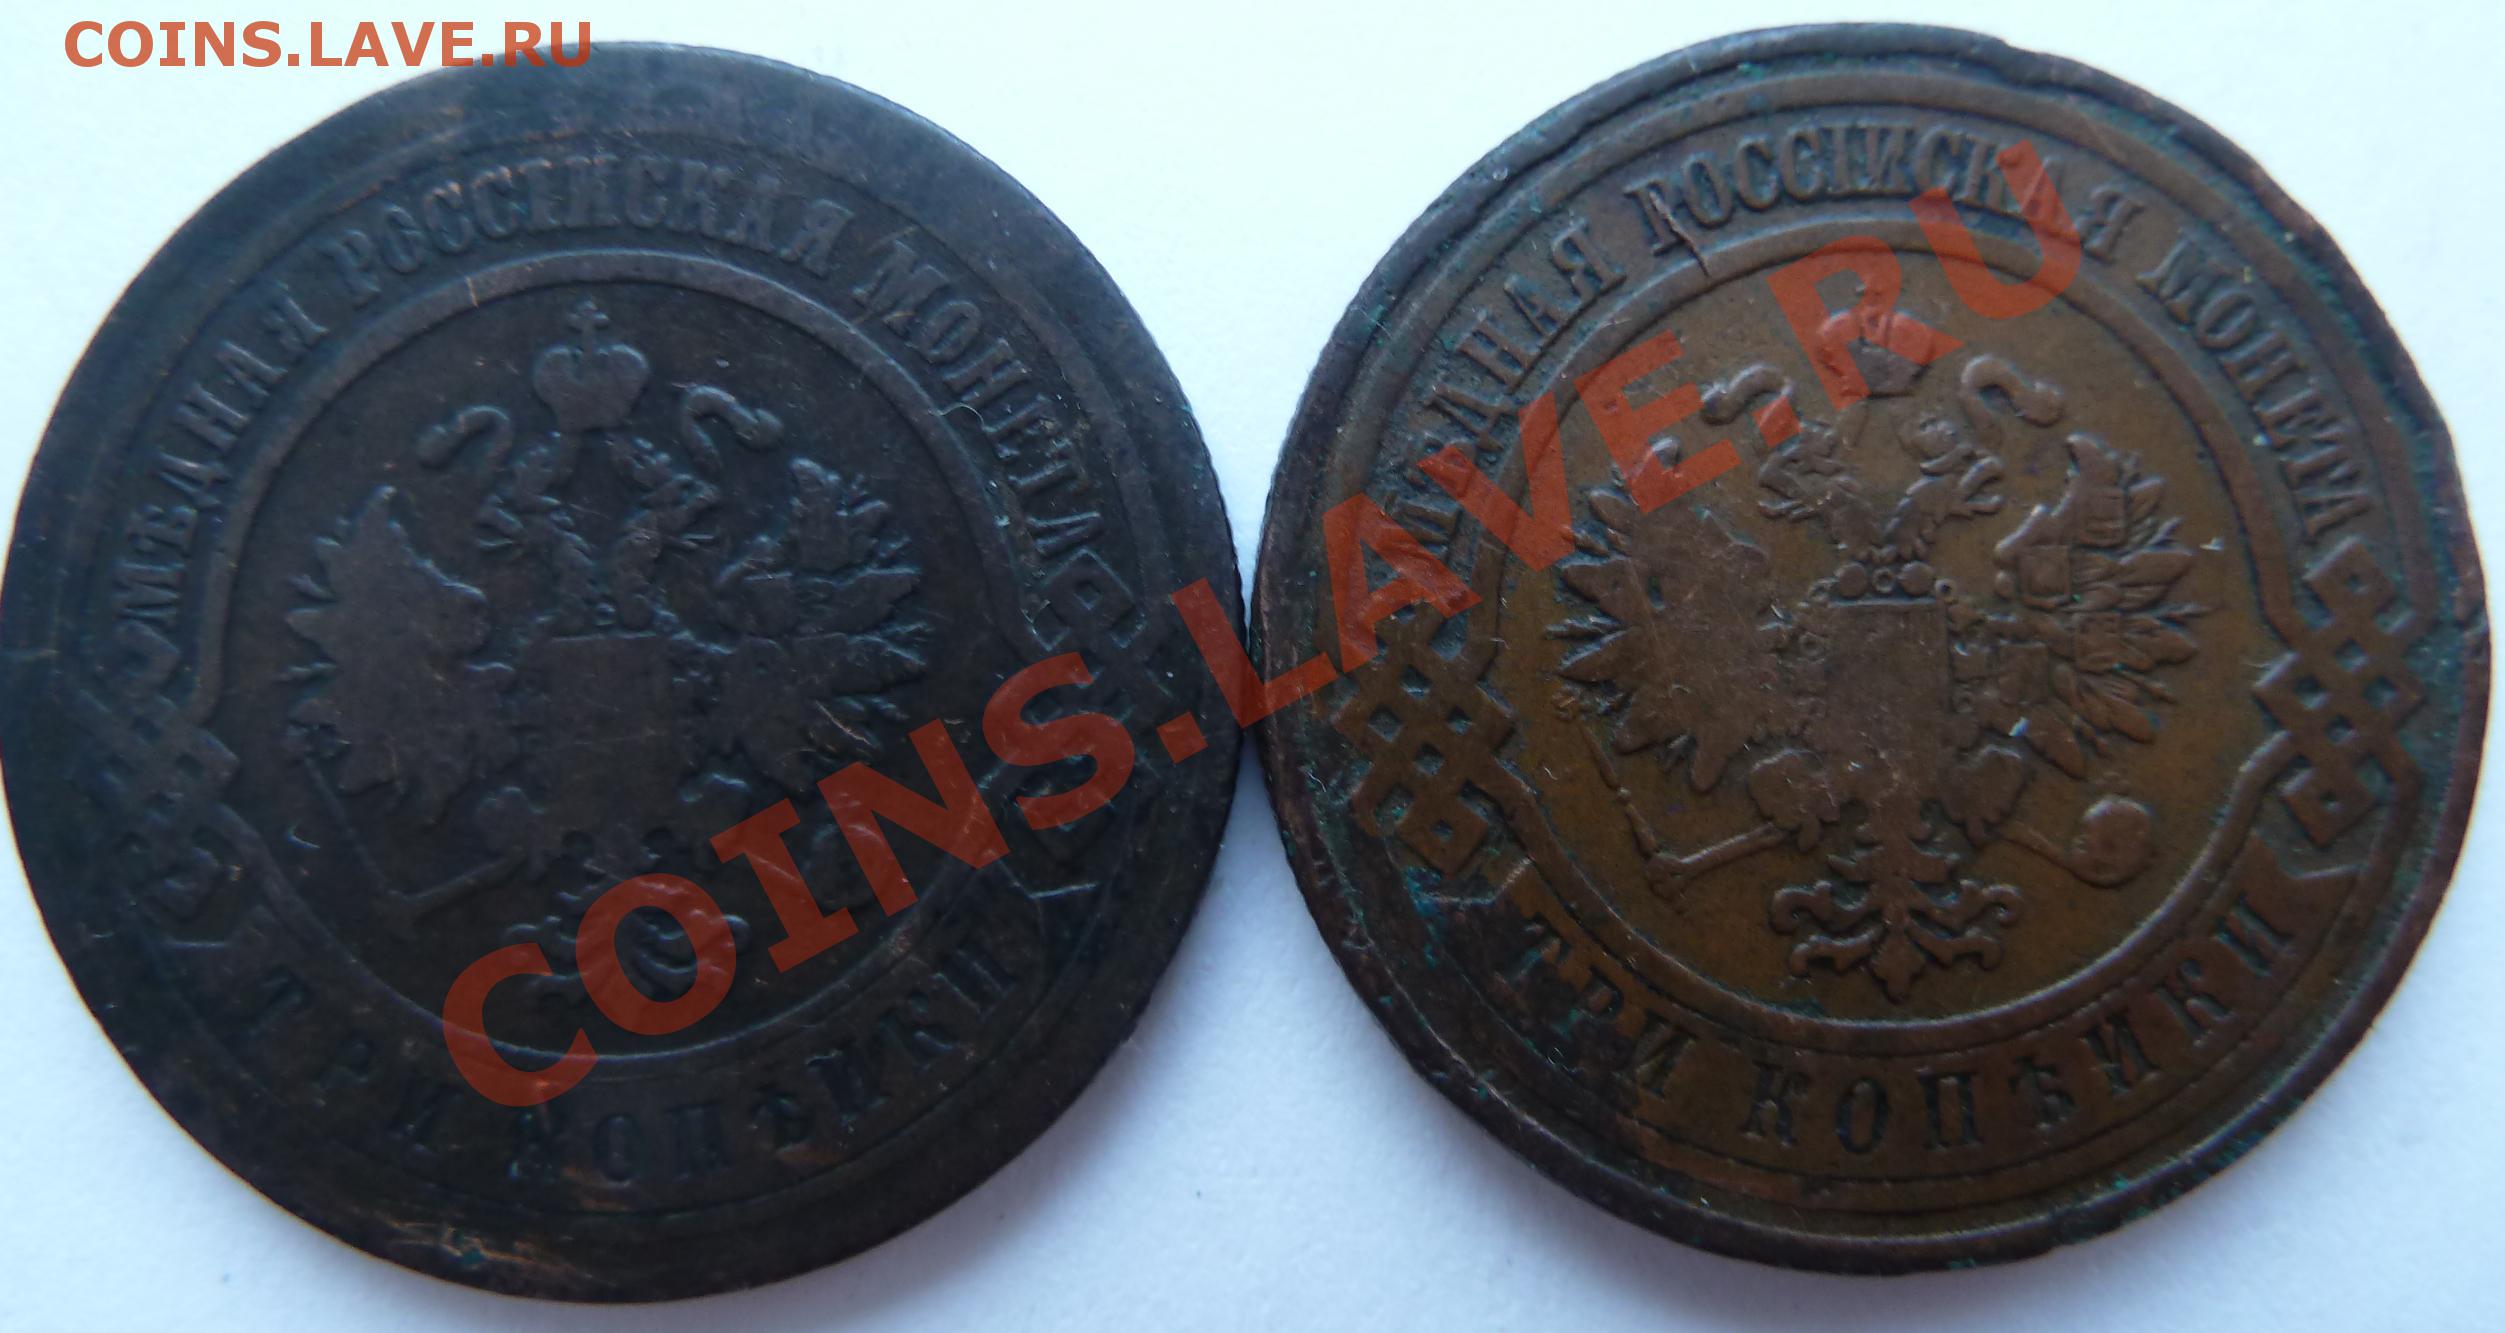 COINS.LAVE.RU
МѢДНАЯ РОССІЙСКАЯ МОНЕТА
ТРИ КОПѢЙКИ
МѢДНАЯ РОССІЙСКАЯ МОНЕТА
ТРИ КОПѢЙКИ
COINS.LAVE.RU